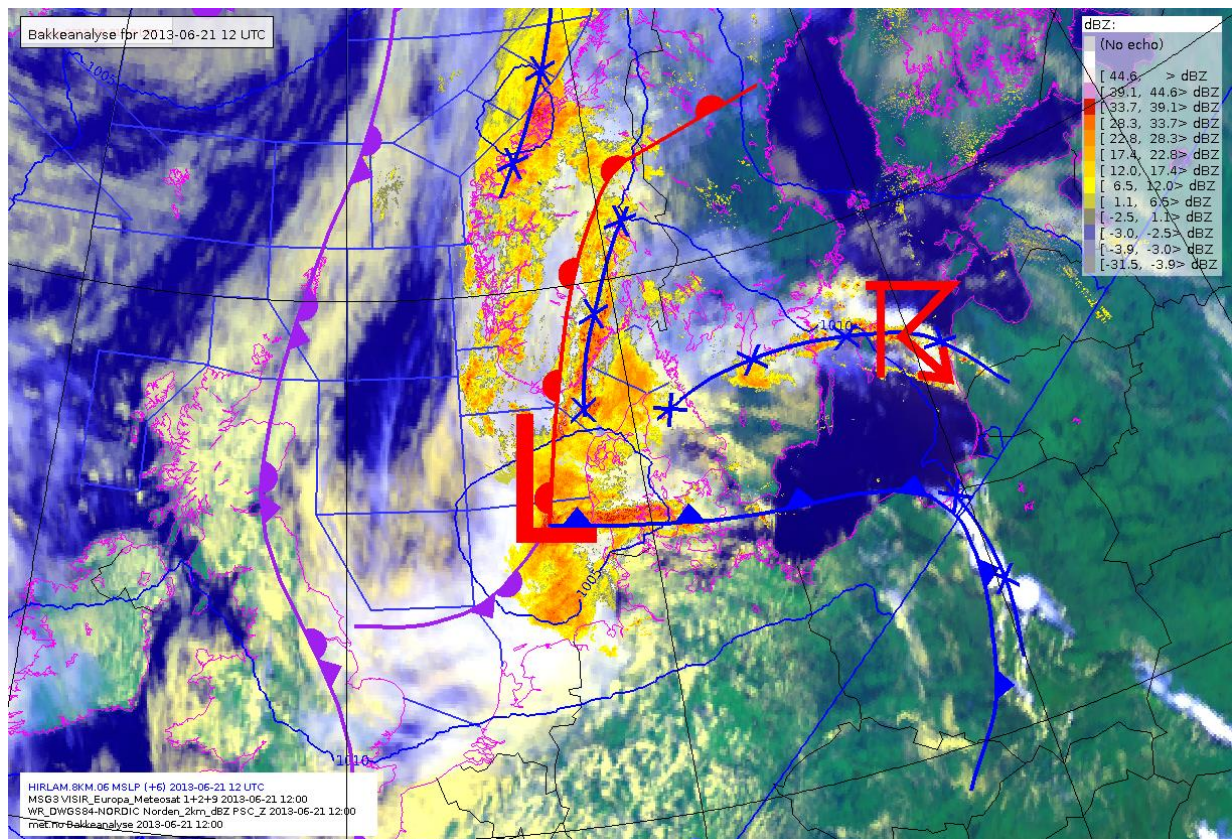 Bakkeanalyse for 2013-06-21 12 UTC
dBZ:
(No echo)
[ 44.6, > dBZ
[ 39.1, 44.6> dBZ
[ 33.7, 39.1> dBZ
[ 28.3, 33.7> dBZ
[ 22.8, 28.3> dBZ
[ 17.4, 22.8> dBZ
[ 12.0, 17.4> dBZ
[ 6.5, 12.0> dBZ
[ 1.1, 6.5> dBZ
[ -2.5, 1.1> dBZ
[ -3.0, -2.5> dBZ
[ -3.9, -3.0> dBZ
[-31.5, -3.9> dBZ
1005
1010
L
1005
1010
HIRLAM.8KM.06 MSLP (+6) 2013-06-21 12 UTC
MSG3 VISIR_Europa_Meteosat 1+2+9 2013-06-21 12:00
WR_DWGS84-NORDIC Norden_2km_dBZ PSC_Z 2013-06-21 12:00
met.no Bakkeanalyse 2013-06-21 12:00